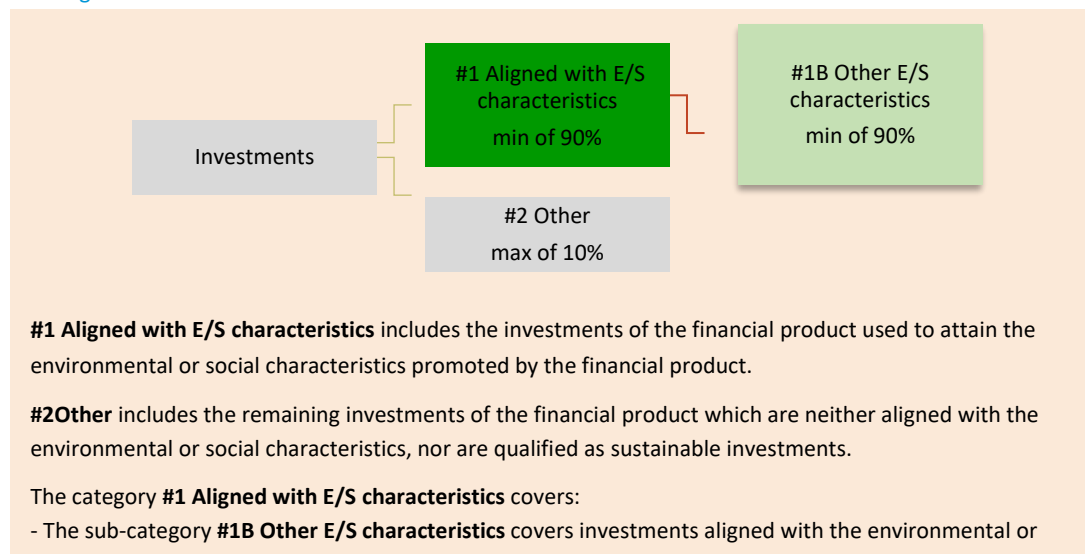 #1 Aligned with E/S
characteristics
min of 90%
#1B Other E/S
characteristics
min of 90%
Investments
#2 Other
max of 10%
#1 Aligned with E/S characteristics includes the investments of the financial product used to attain the
environmental or social characteristics promoted by the financial product.
#2Other includes the remaining investments of the financial product which are neither aligned with the
environmental or social characteristics, nor are qualified as sustainable investments.
The category #1 Aligned with E/S characteristics covers:
- The sub-category #1B Other E/S characteristics covers investments aligned with the environmental or